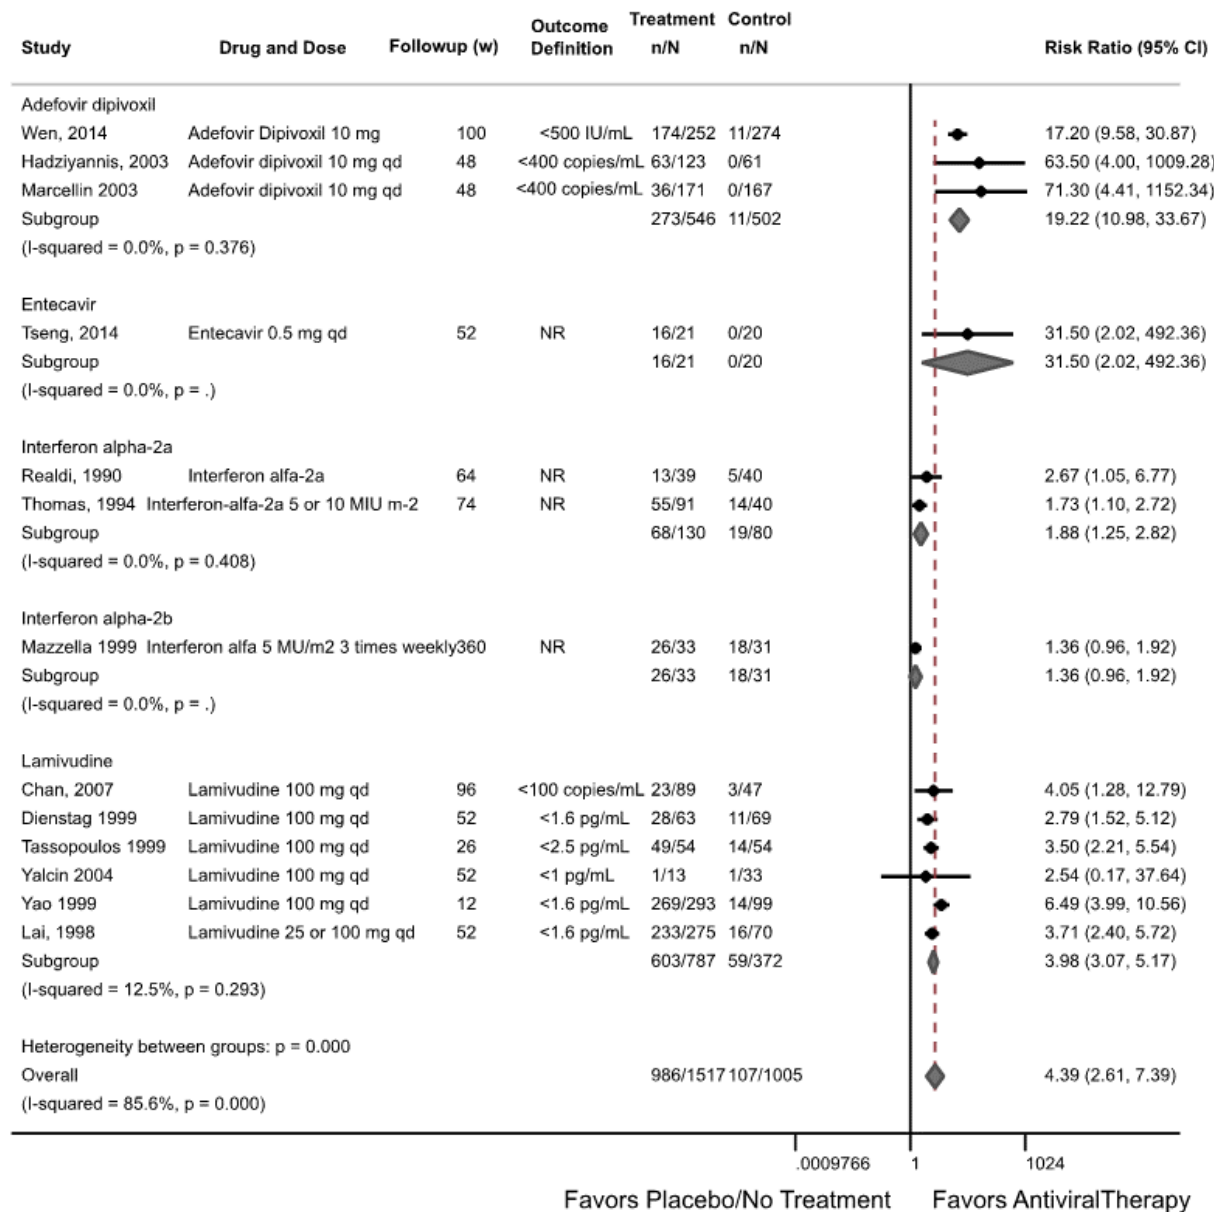 Study Drug and Dose Followup (w) Outcome Definition Treatment n/N Control n/N Risk Ratio (95% CI)
Adefovir dipivoxil
Wen, 2014 Adefovir Dipivoxil 10 mg 100 <500 IU/mL 174/252 11/274 17.20 (9.58, 30.87)
Hadziyannis, 2003 Adefovir dipivoxil 10 mg qd 48 <400 copies/mL 63/123 0/61 63.50 (4.00, 1009.28)
Marcellin 2003 Adefovir dipivoxil 10 mg qd 48 <400 copies/mL 36/171 0/167 71.30 (4.41, 1152.34)
Subgroup 273/546 11/502 19.22 (10.98, 33.67)
(I-squared = 0.0%, p = 0.376)
Entecavir
Tseng, 2014 Entecavir 0.5 mg qd 52 NR 16/21 0/20 31.50 (2.02, 492.36)
Subgroup 16/21 0/20 31.50 (2.02, 492.36)
(I-squared = 0.0%, p = .)
Interferon alpha-2a
Realdi, 1990 Interferon alfa-2a 64 NR 13/39 5/40 2.67 (1.05, 6.77)
Thomas, 1994 Interferon-alfa-2a 5 or 10 MIU m-2 74 NR 55/91 14/40 1.73 (1.10, 2.72)
Subgroup 68/130 19/80 1.88 (1.25, 2.82)
(I-squared = 0.0%, p = 0.408)
Interferon alpha-2b
Mazzella 1999 Interferon alfa 5 MU/m2 3 times weekly360 NR 26/33 18/31 1.36 (0.96, 1.92)
Subgroup 26/33 18/31 1.36 (0.96, 1.92)
(I-squared = 0.0%, p = .)
Lamivudine
Chan, 2007 Lamivudine 100 mg qd 96 <100 copies/mL 23/89 3/47 4.05 (1.28, 12.79)
Dienstag 1999 Lamivudine 100 mg qd 52 <1.6 pg/mL 28/63 11/69 2.79 (1.52, 5.12)
Tassopoulos 1999 Lamivudine 100 mg qd 26 <2.5 pg/mL 49/54 14/54 3.50 (2.21, 5.54)
Yalcin 2004 Lamivudine 100 mg qd 52 <1 pg/mL 1/13 1/33 2.54 (0.17, 37.64)
Yao 1999 Lamivudine 100 mg qd 12 <1.6 pg/mL 269/293 14/99 6.49 (3.99, 10.56)
Lai, 1998 Lamivudine 25 or 100 mg qd 52 <1.6 pg/mL 233/275 16/70 3.71 (2.40, 5.72)
Subgroup 603/787 59/372 3.98 (3.07, 5.17)
(I-squared = 12.5%, p = 0.293)
Heterogeneity between groups: p = 0.000
Overall 986/1517 107/1005 4.39 (2.61, 7.39)
(I-squared = 85.6%, p = 0.000)
.0009766 1 1024
Favors Placebo/No Treatment Favors AntiviralTherapy